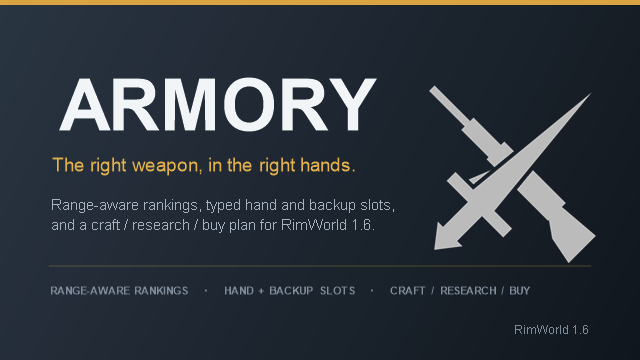 ARMORY
The right weapon, in the right hands.
Range-aware rankings, typed hand and backup slots,
and a craft / research / buy plan for RimWorld 1.6.
RANGE-AWARE RANKINGS · HAND + BACKUP SLOTS · CRAFT / RESEARCH / BUY
RimWorld 1.6